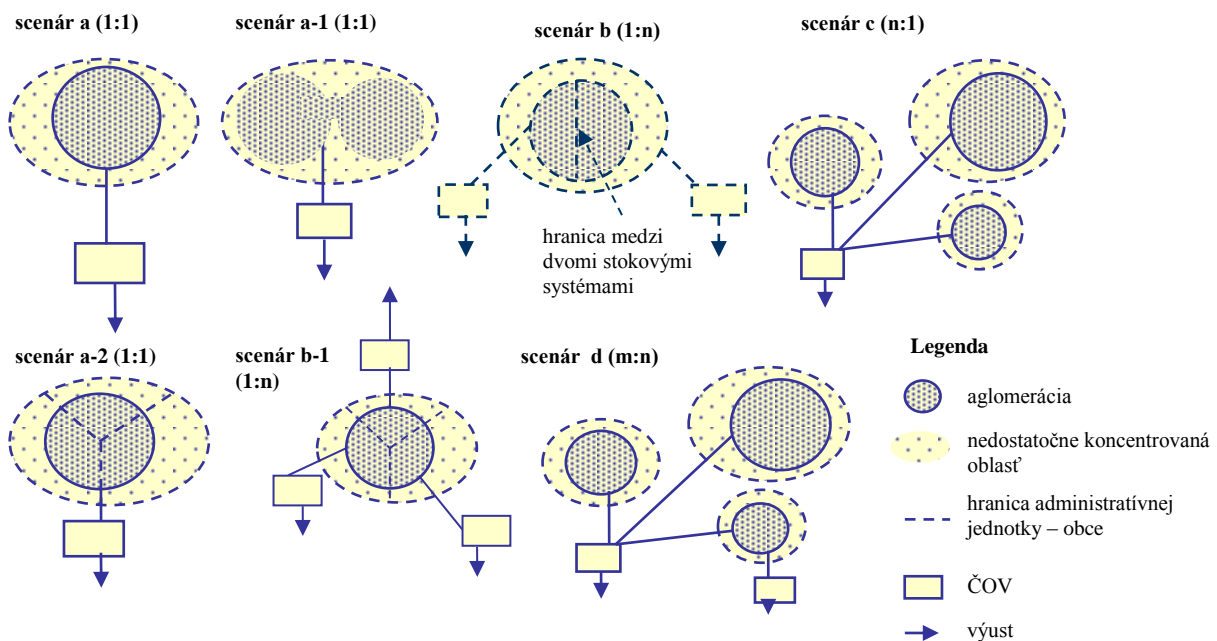 scenár a (1:1)
scenár a-1 (1:1)
scenár b (1:n)
scenár c (n:1)
hranica medzi
dvomi stokovými
systémami
scenár a-2 (1:1)
scenár b-1
(1:n)
scenár d (m:n)
Legenda
aglomerácia
nedostatočne koncentrovaná
oblasť
hranica administratívnej
jednotky – obce
ČOV
výust